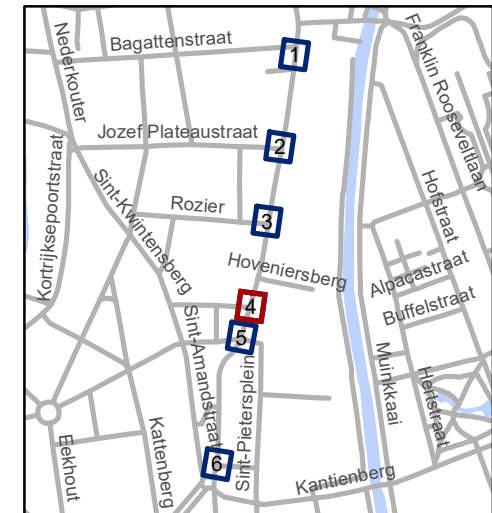 Nederkouter
Bagattenstraat
1
Franklin Rooseveltlaan
Jozef Plateaustraat
2
Kortrijksepoortstraat
Sint-Kwintensberg
Rozier
3
Hofstraat
Hoveniersberg
Alpacastraat
4
Buffelstraat
5
Sint-Amandstraat
Sint-Pietersplein
Muinkkaai
Hertstraat
Eekhout
Kattenberg
6
Kantienberg